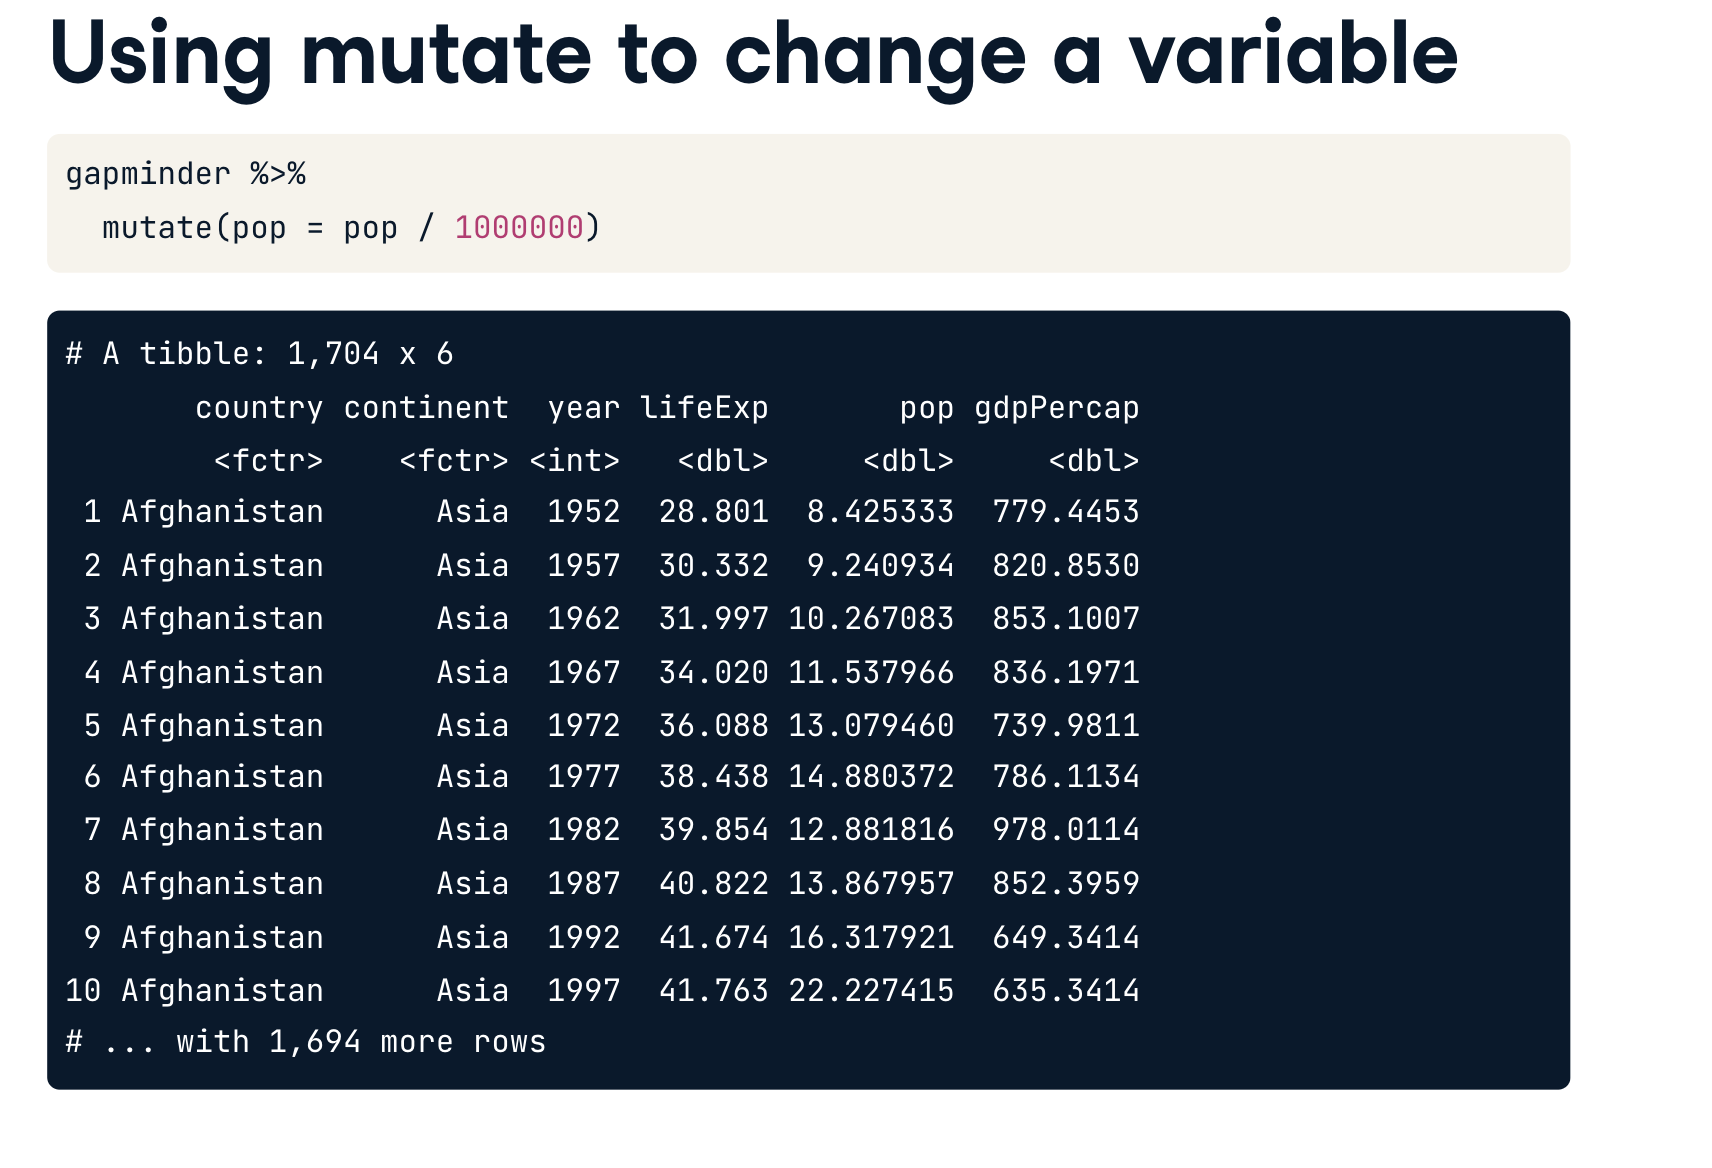 Using mutate to change a variable
gapminder %>%
  mutate(pop = pop / 1000000)
# A tibble: 1,704 x 6
       country continent  year lifeExp       pop gdpPercap
        <fctr>    <fctr> <int>   <dbl>     <dbl>     <dbl>
 1 Afghanistan      Asia  1952  28.801  8.425333  779.4453
 2 Afghanistan      Asia  1957  30.332  9.240934  820.8530
 3 Afghanistan      Asia  1962  31.997 10.267083  853.1007
 4 Afghanistan      Asia  1967  34.020 11.537966  836.1971
 5 Afghanistan      Asia  1972  36.088 13.079460  739.9811
 6 Afghanistan      Asia  1977  38.438 14.880372  786.1134
 7 Afghanistan      Asia  1982  39.854 12.881816  978.0114
 8 Afghanistan      Asia  1987  40.822 13.867957  852.3959
 9 Afghanistan      Asia  1992  41.674 16.317921  649.3414
10 Afghanistan      Asia  1997  41.763 22.227415  635.3414
# ... with 1,694 more rows